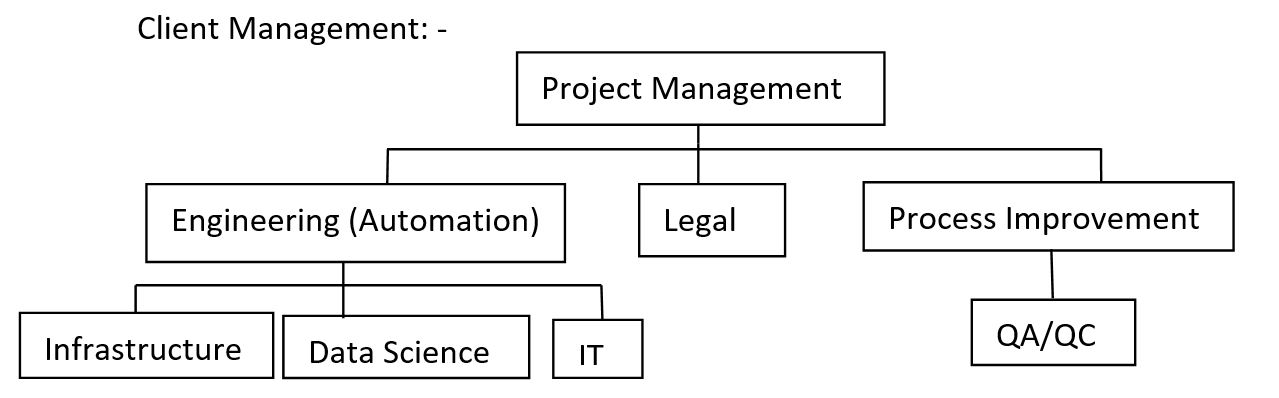 Client Management: -
Project Management
Engineering (Automation)
Legal
Process Improvement
Infrastructure
Data Science
IT
QA/QC